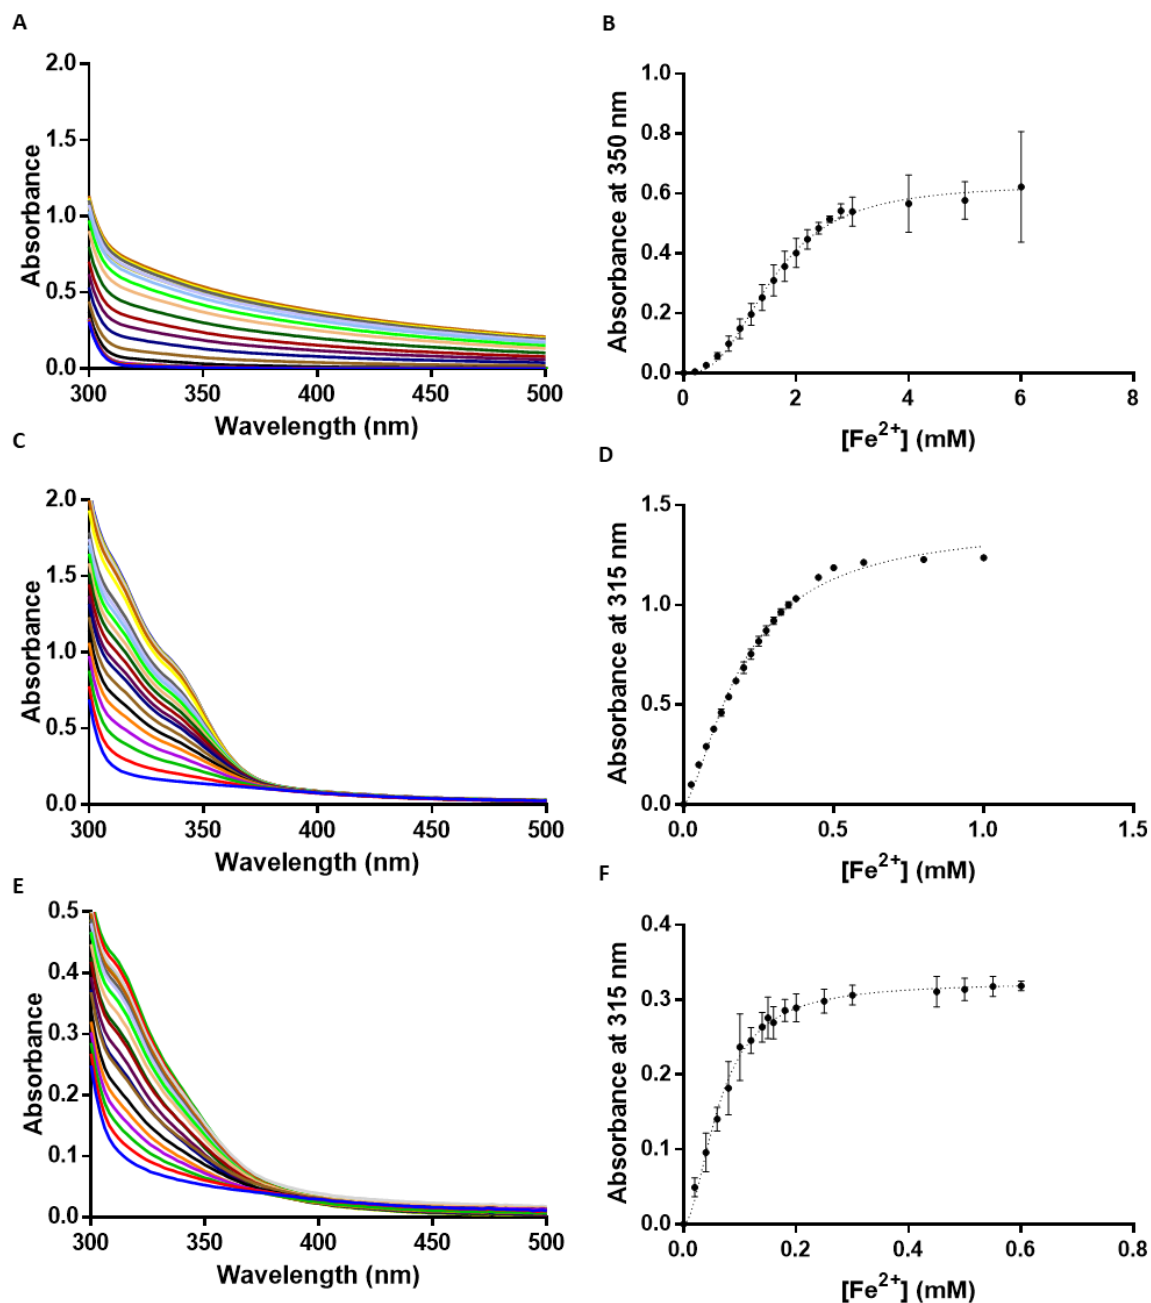 A
2.0
1.5
1.0
0.5
0.0
300 350 400 450 500
Absorbance
Wavelength (nm)
B
1.0
0.8
0.6
0.4
0.2
0.0
0 2 4 6 8
Absorbance at 350 nm
[Fe²⁺] (mM)
C
2.0
1.5
1.0
0.5
0.0
300 350 400 450 500
Absorbance
Wavelength (nm)
D
1.5
1.0
0.5
0.0
0.0 0.5 1.0 1.5
Absorbance at 315 nm
[Fe²⁺] (mM)
E
0.5
0.4
0.3
0.2
0.1
0.0
300 350 400 450 500
Absorbance
Wavelength (nm)
F
0.4
0.3
0.2
0.1
0.0
0.0 0.2 0.4 0.6 0.8
Absorbance at 315 nm
[Fe²⁺] (mM)